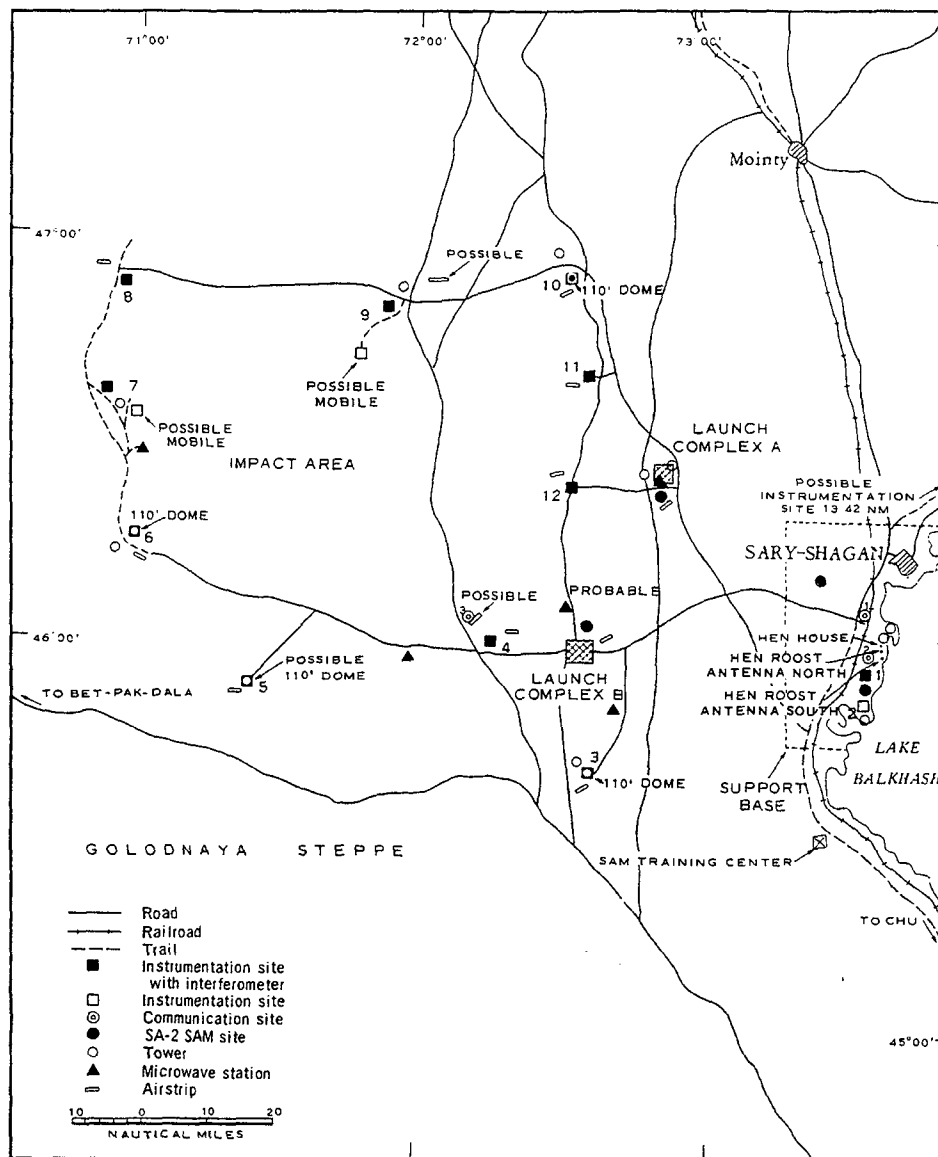 71°00'
72°00'
73°00'
Mointy
47°00'
POSSIBLE
8
9
10
110' DOME
POSSIBLE
MOBILE
11
7
POSSIBLE
MOBILE
LAUNCH
COMPLEX A
IMPACT AREA
12
POSSIBLE
INSTRUMENTATION
SITE 13 42 NM
110' DOME
6
SARY-SHAGAN
POSSIBLE
PROBABLE
3
1
46°00'
4
HEN HOUSE
2
HEN ROOST
ANTENNA NORTH
1
POSSIBLE
110' DOME
5
LAUNCH
COMPLEX B
HEN ROOST
ANTENNA SOUTH
2
TO BET-PAK-DALA
LAKE
BALKHASH
3
110' DOME
SUPPORT
BASE
GOLODNAYA STEPPE
SAM TRAINING CENTER
TO CHU
Road
Railroad
Trail
Instrumentation site
with interferometer
Instrumentation site
Communication site
SA-2 SAM site
Tower
Microwave station
Airstrip
45°00'
10 0 10 20
NAUTICAL MILES